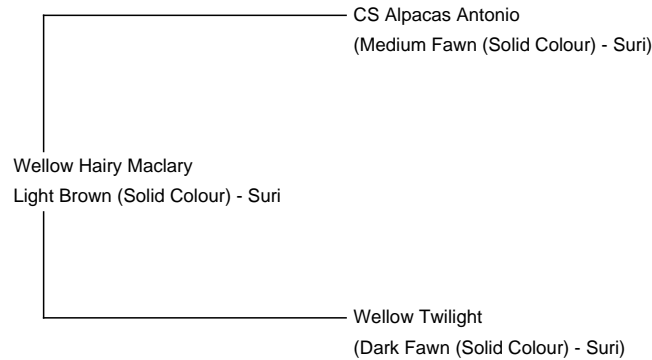 CS Alpacas Antonio
(Medium Fawn (Solid Colour) - Suri)
Wellow Hairy Maclary
Light Brown (Solid Colour) - Suri
Wellow Twilight
(Dark Fawn (Solid Colour) - Suri)